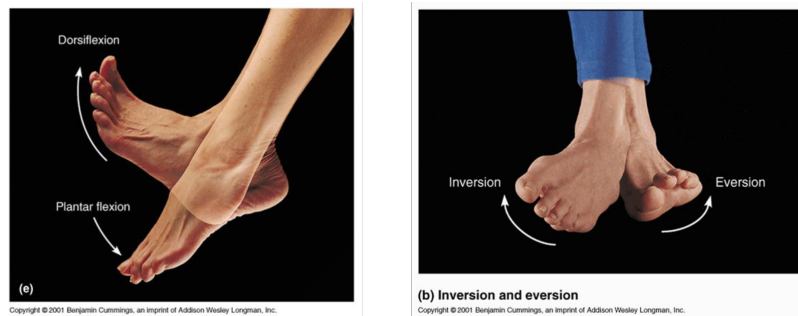 Dorsiflexion
Plantar flexion
(e)
Copyright © 2001 Benjamin Cummings, an imprint of Addison Wesley Longman, Inc.
Inversion
Eversion
(b) Inversion and eversion
Copyright © 2001 Benjamin Cummings, an imprint of Addison Wesley Longman, Inc.